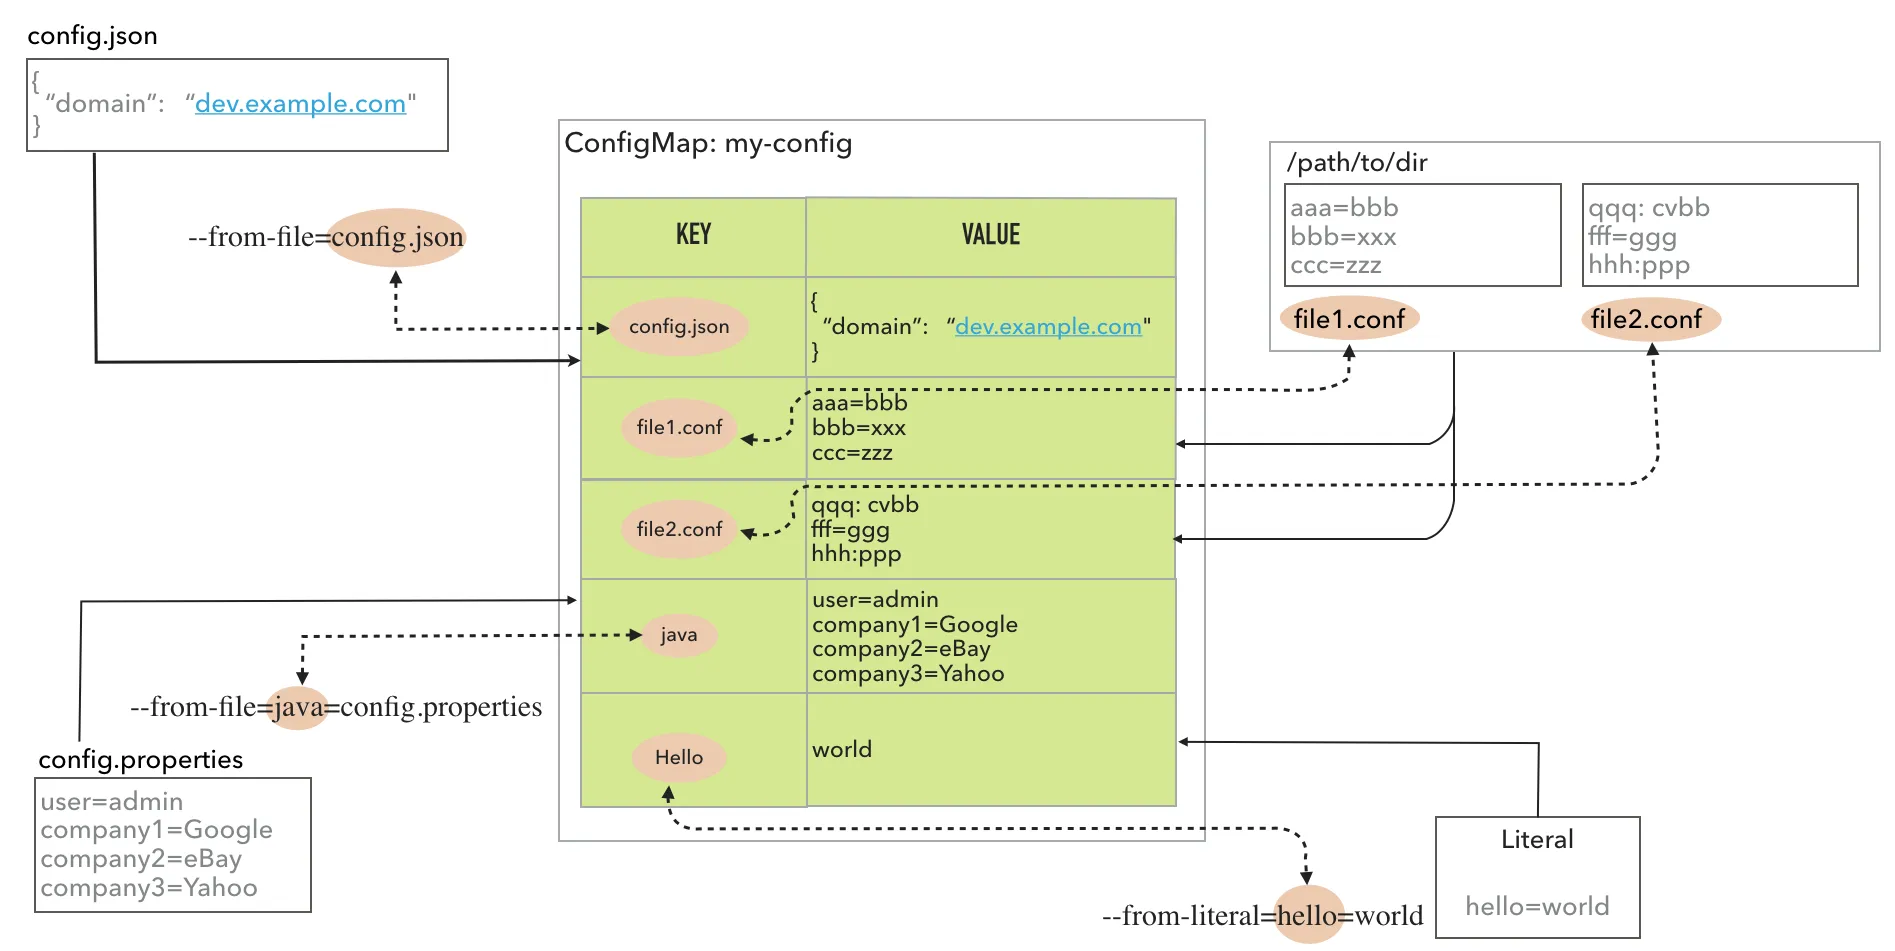 config.json
{
“domain”: “dev.example.com"
}
--from-file=config.json
ConfigMap: my-config
KEY VALUE
config.json
{
“domain”: “dev.example.com"
}
file1.conf
aaa=bbb
bbb=xxx
ccc=zzz
file2.conf
qqq: cvbb
fff=ggg
hhh:ppp
java
user=admin
company1=Google
company2=eBay
company3=Yahoo
Hello
world
/path/to/dir
aaa=bbb
bbb=xxx
ccc=zzz
file1.conf
qqq: cvbb
fff=ggg
hhh:ppp
file2.conf
--from-file=java=config.properties
config.properties
user=admin
company1=Google
company2=eBay
company3=Yahoo
--from-literal=hello=world
Literal
hello=world